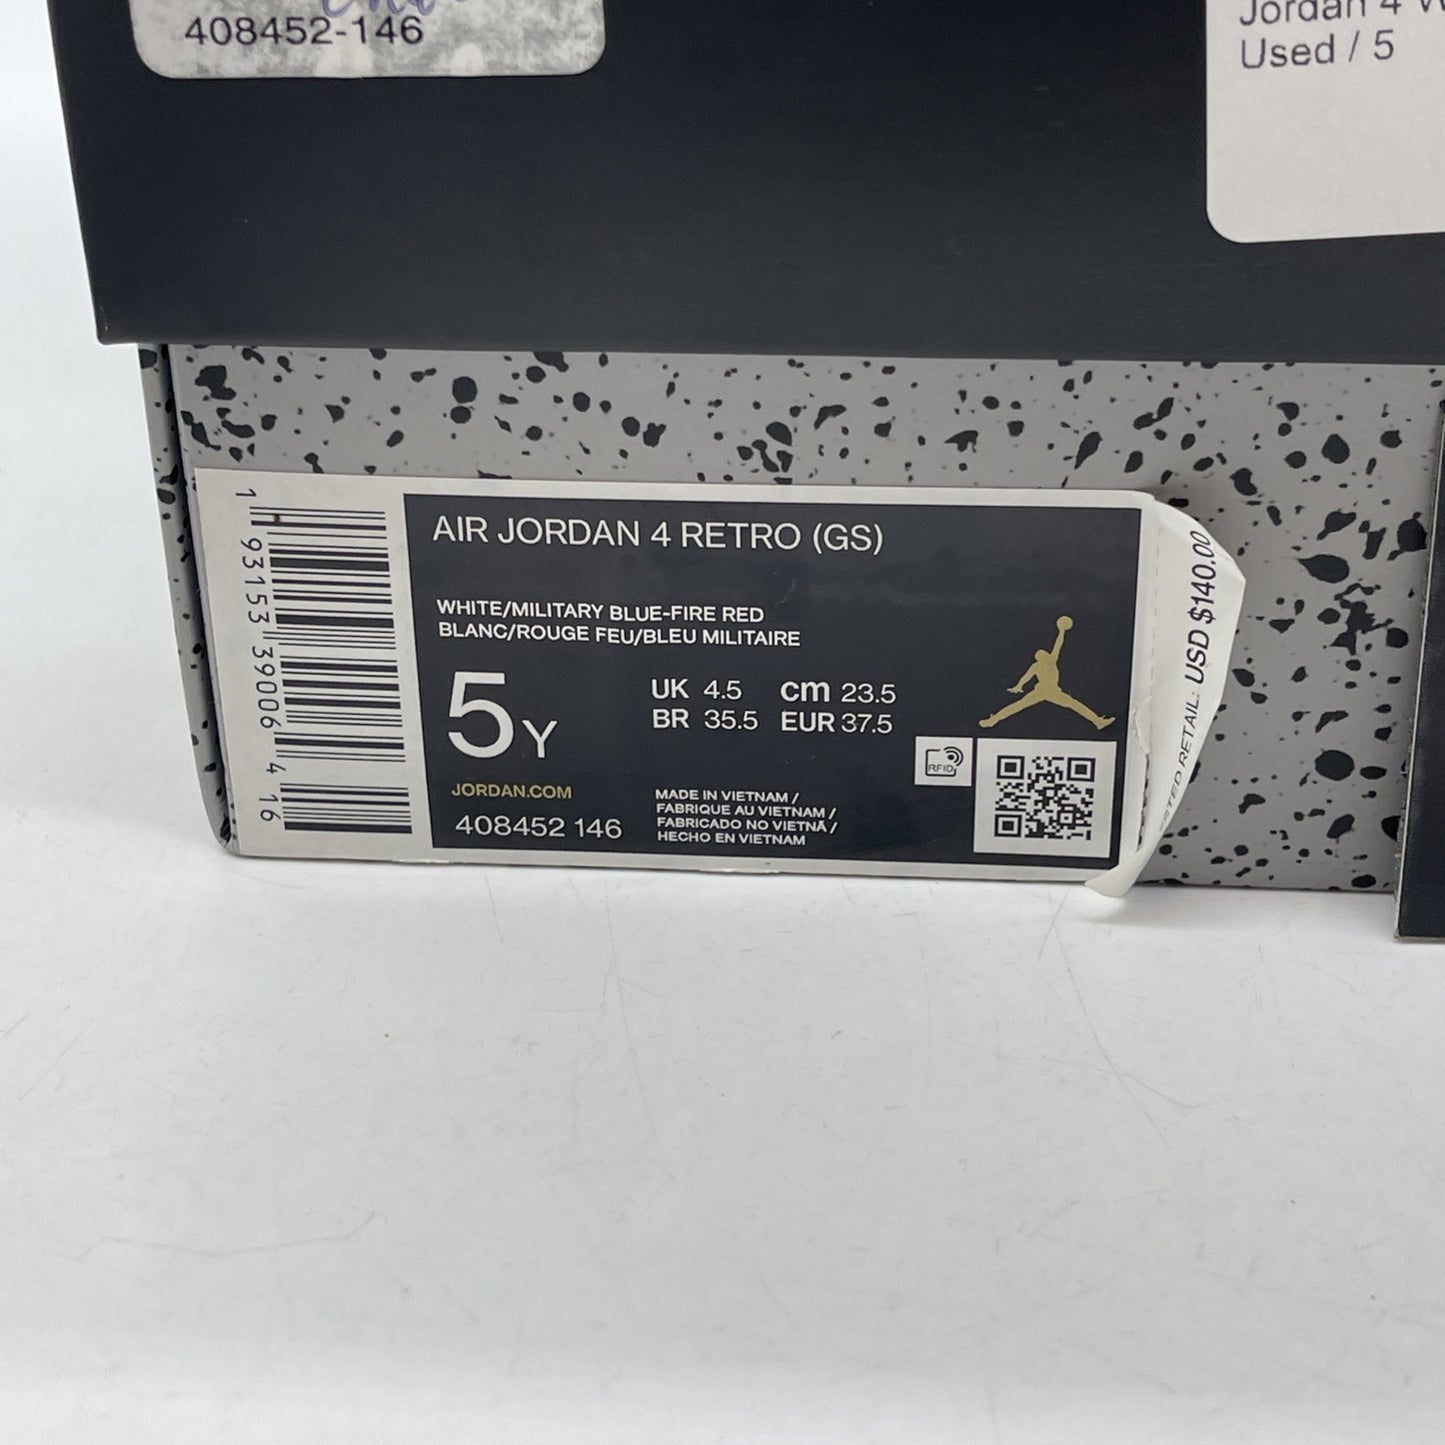 408452-146
Jordan 4
Used / 5
AIR JORDAN 4 RETRO (GS)
WHITE/MILITARY BLUE-FIRE RED
BLANC/ROUGE FEU/BLEU MILITAIRE
5Y
UK 4.5 cm 23.5
BR 35.5 EUR 37.5
JORDAN.COM
408452 146
MADE IN VIETNAM /
FABRIQUE AU VIETNAM /
FABRICADO NO VIETNÃ /
HECHO EN VIETNAM
RFID
1 93153 39006 4 16
RETAIL: USD $140.00